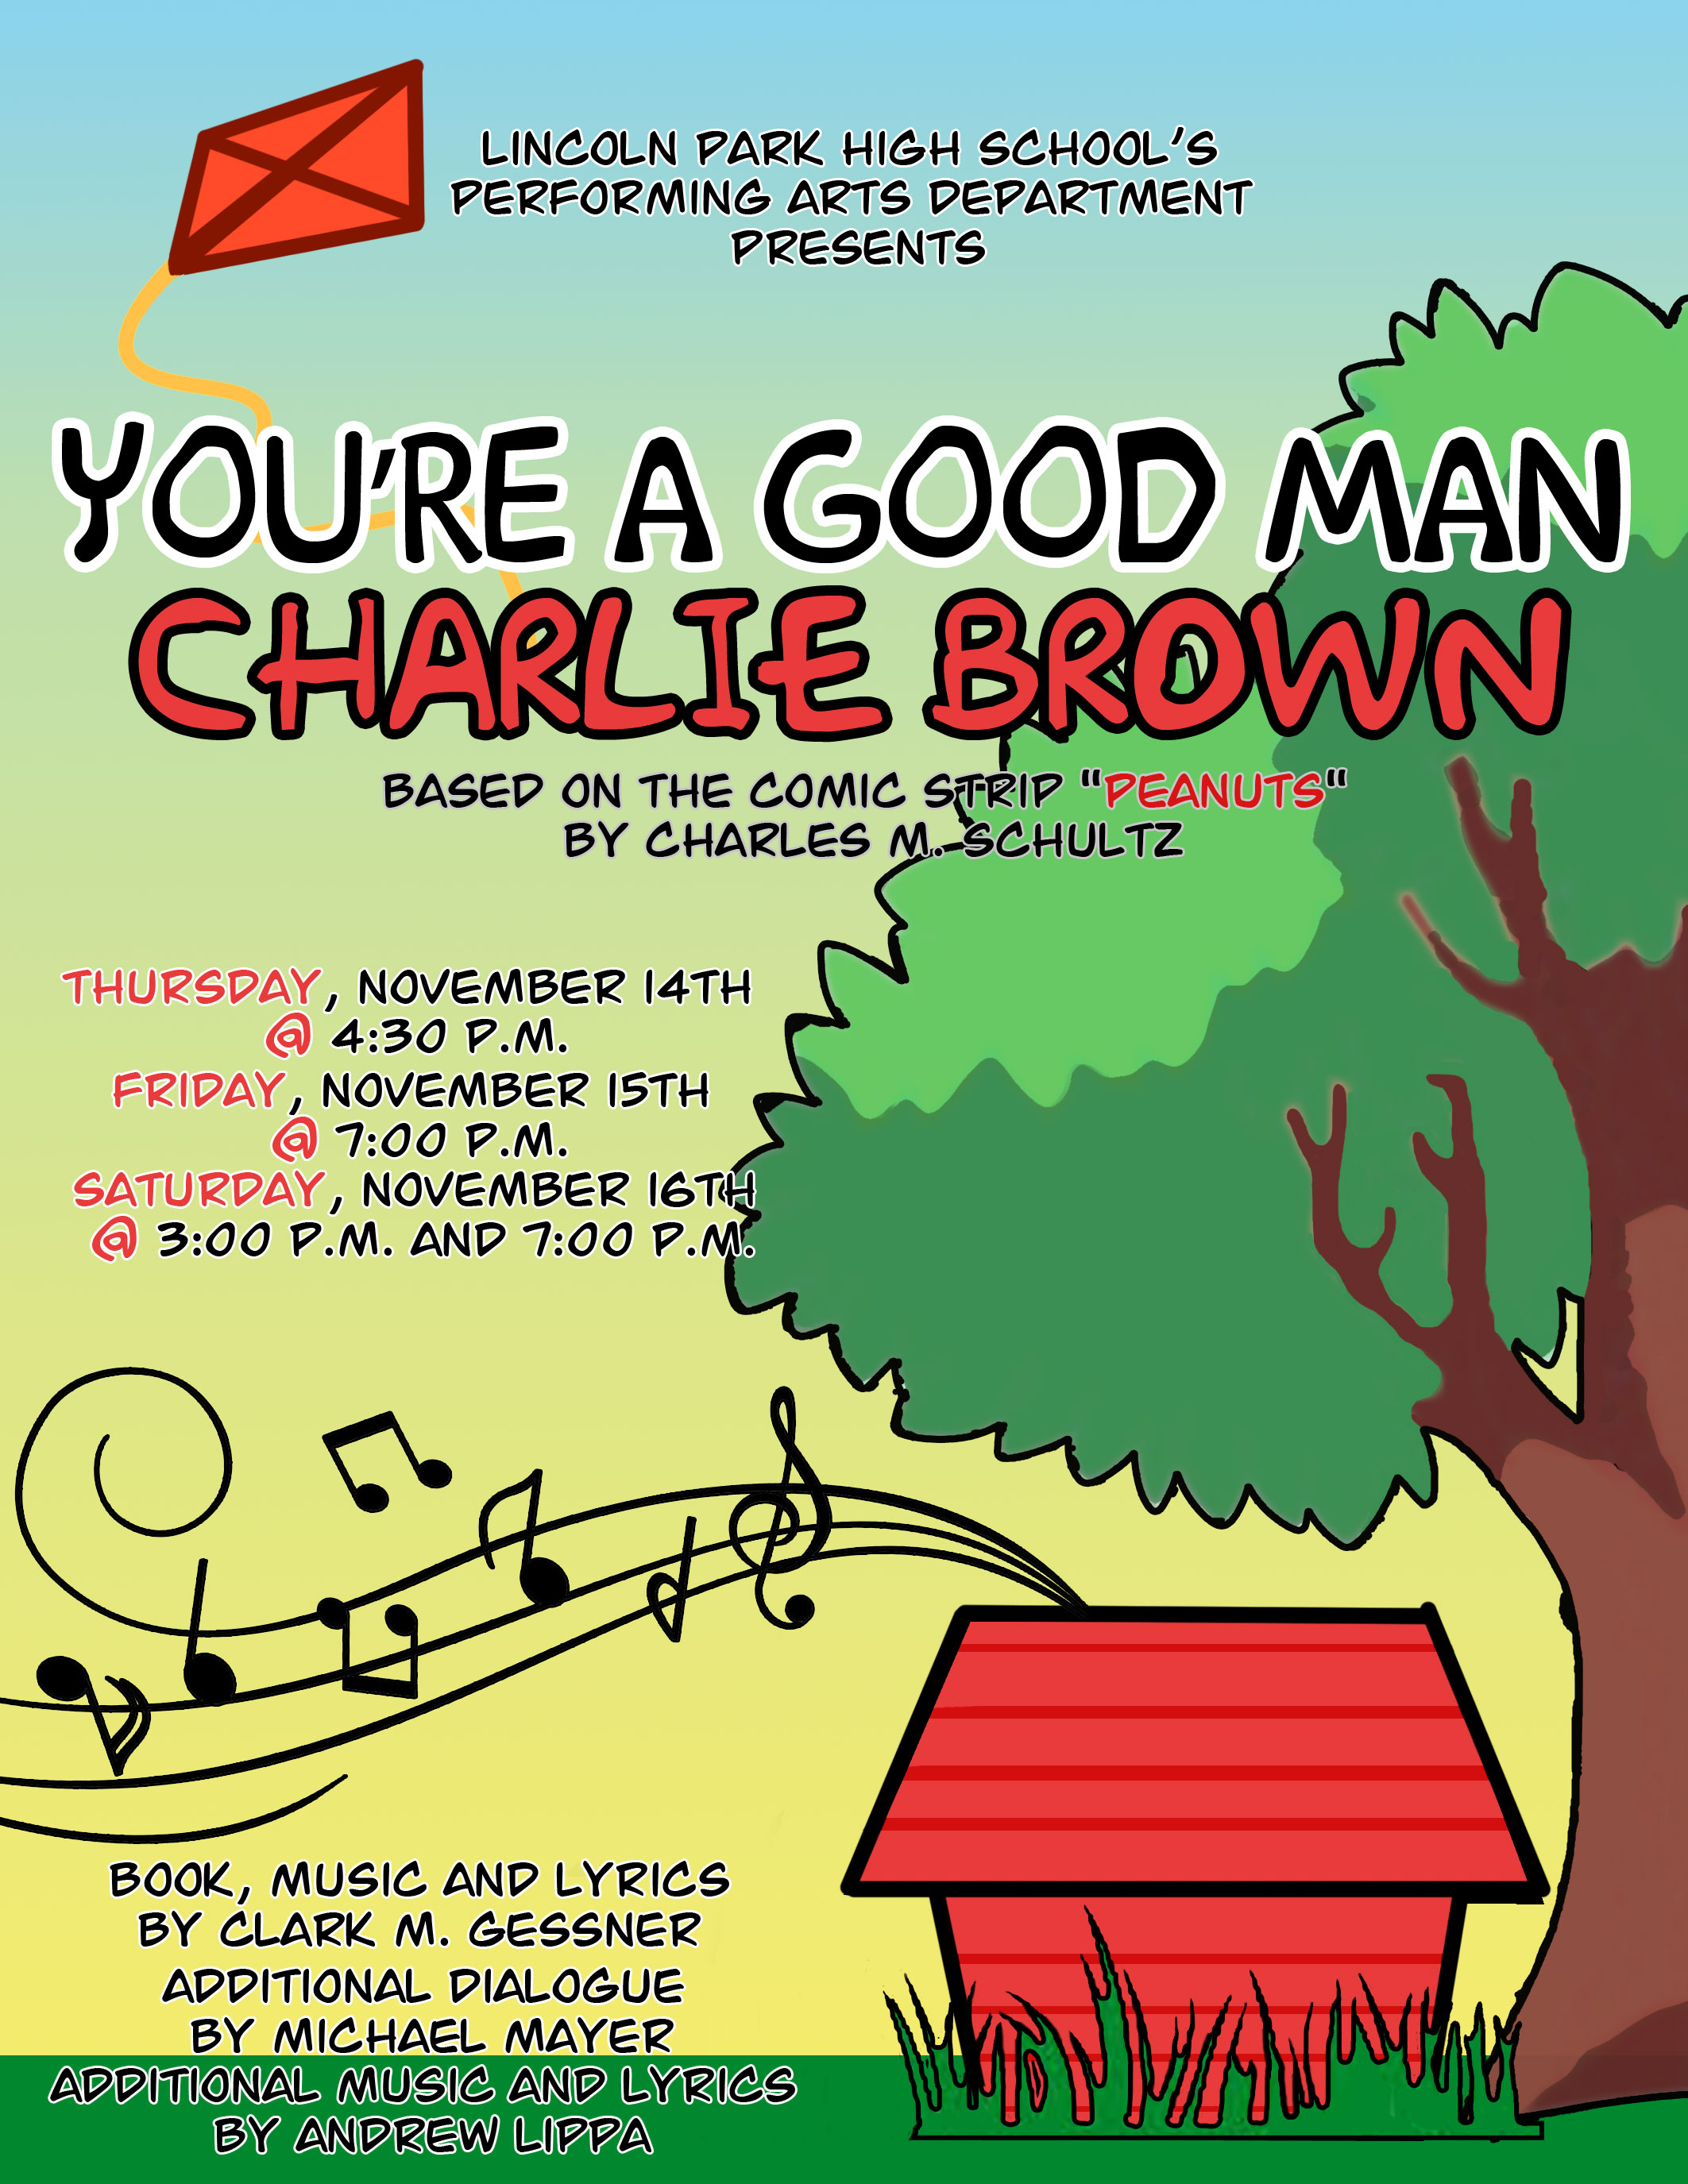 LINCOLN PARK HIGH SCHOOL'S
PERFORMING ARTS DEPARTMENT
PRESENTS
YOU'RE A GOOD MAN
CHARLIE BROWN
BASED ON THE COMIC STRIP "PEANUTS"
BY CHARLES M. SCHULTZ
THURSDAY, NOVEMBER 14TH
@ 4:30 P.M.
FRIDAY, NOVEMBER 15TH
@ 7:00 P.M.
SATURDAY, NOVEMBER 16TH
@ 3:00 P.M. AND 7:00 P.M.
BOOK, MUSIC AND LYRICS
BY CLARK M. GESSNER
ADDITIONAL DIALOGUE
BY MICHAEL MAYER
ADDITIONAL MUSIC AND LYRICS
BY ANDREW LIPPA